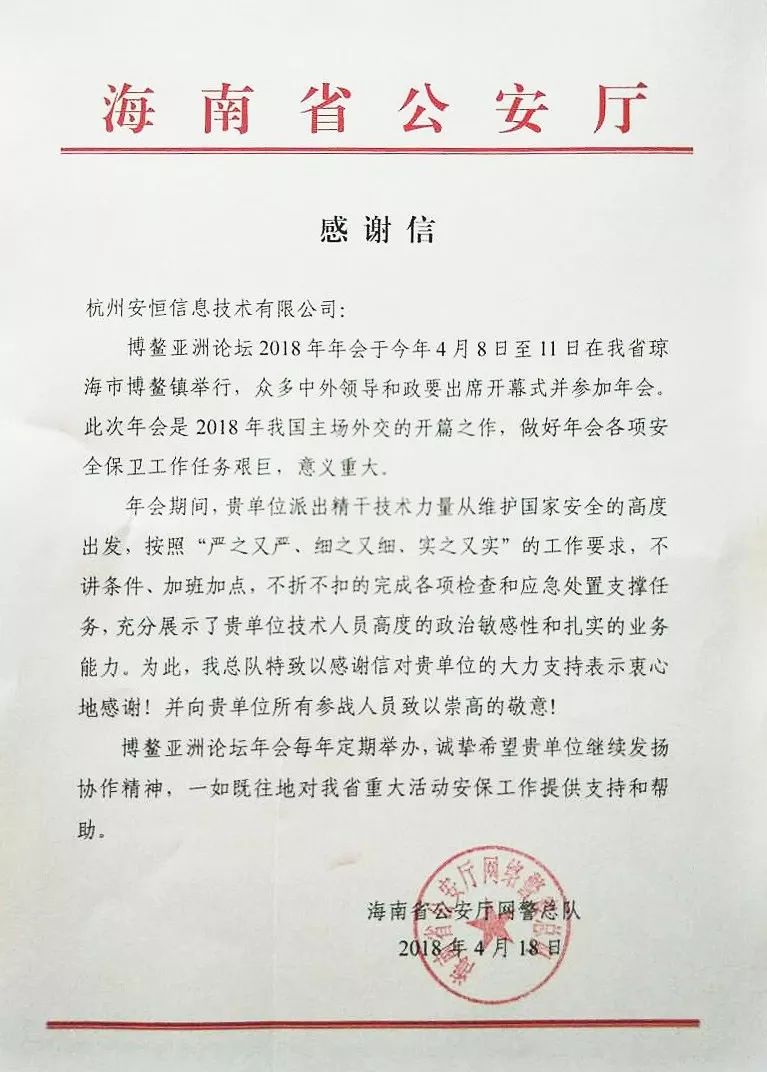 海南省公安厅
感谢信
杭州安恒信息技术有限公司：
博鳌亚洲论坛2018年年会于今年4月8日至11日在我省琼
海市博鳌镇举行，众多中外领导和政要出席开幕式并参加年会。
此次年会是2018年我国主场外交的开篇之作，做好年会各项安
全保卫工作任务艰巨，意义重大。
年会期间，贵单位派出精干技术力量从维护国家安全的高度
出发，按照“严之又严、细之又细、实之又实”的工作要求，不
讲条件、加班加点，不折不扣的完成各项检查和应急处置支撑任
务，充分展示了贵单位技术人员高度的政治敏感性和扎实的业务
能力。为此，我总队特致以感谢信对贵单位的大力支持表示衷心
地感谢！并向贵单位所有参战人员致以崇高的敬意！
博鳌亚洲论坛年会每年定期举办，诚挚希望贵单位继续发扬
协作精神，一如既往地对我省重大活动安保工作提供支持和帮
助。
海南省公安厅网警总队
2018年4月18日
海南省公安厅网络警察总队